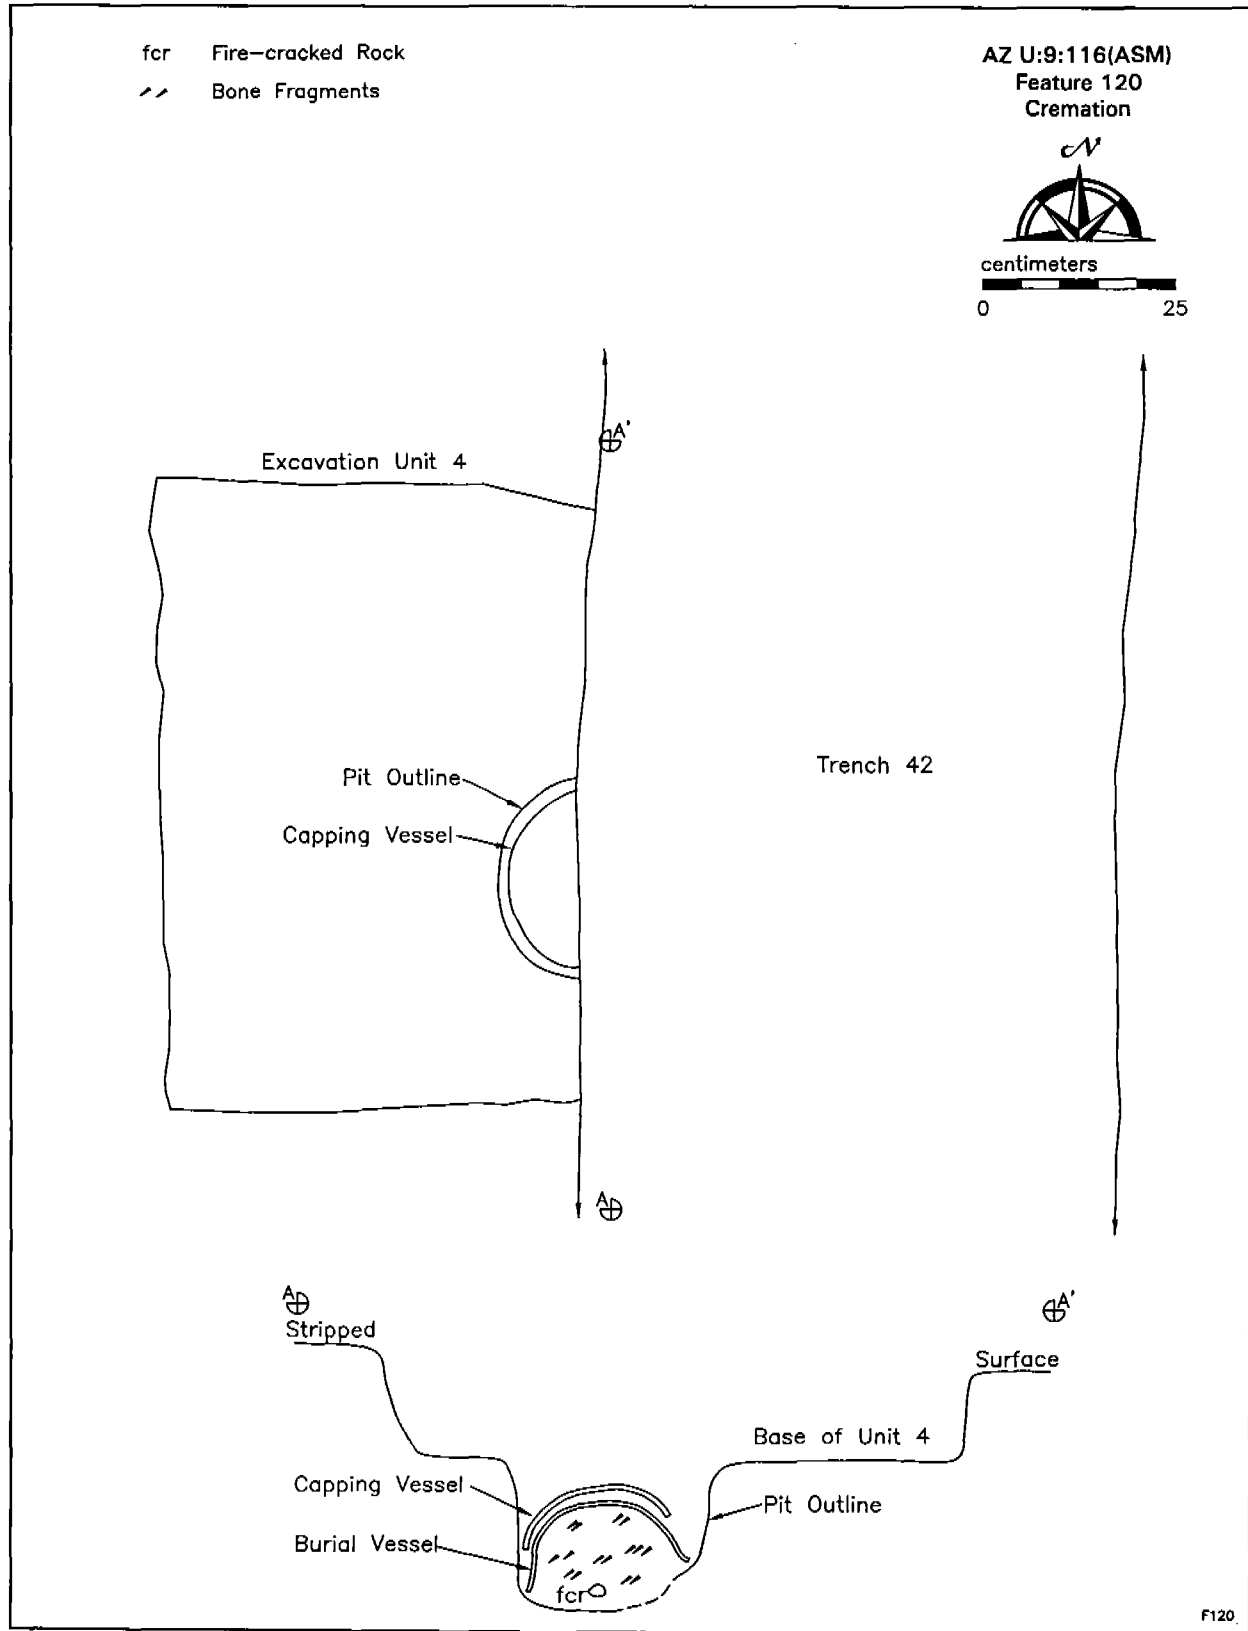 fcr Fire-cracked Rock
Bone Fragments
AZ U:9:116(ASM)
Feature 120
Cremation
N
centimeters
0 25
A'
Excavation Unit 4
Pit Outline
Trench 42
Capping Vessel
A
A
A'
Stripped
Surface
Base of Unit 4
Capping Vessel
Pit Outline
Burial Vessel
fcr
F120